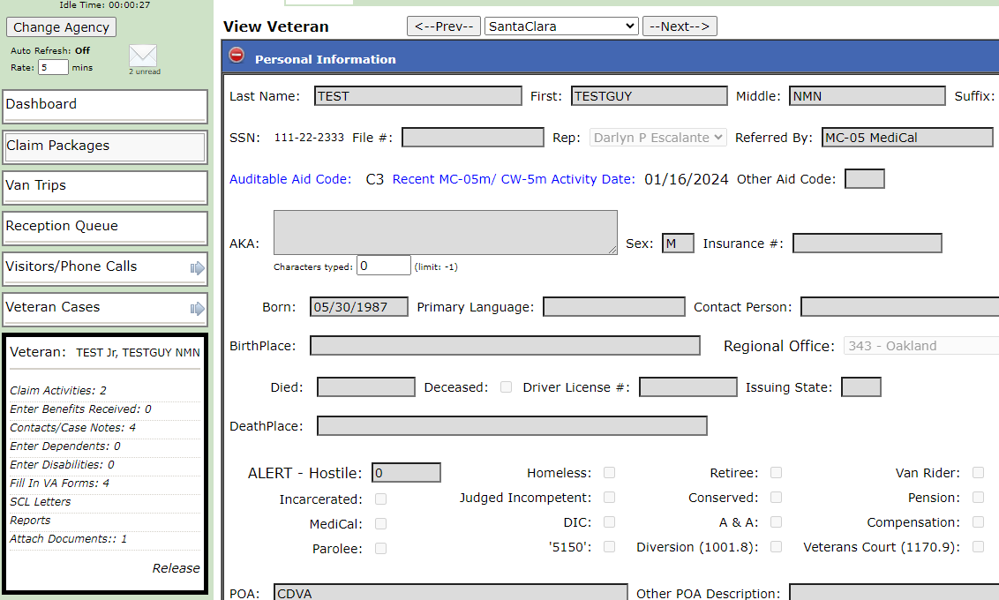 Idle Time: 00:00:27
Change Agency
Auto Refresh: Off
Rate: 5 mins
2 unread
Dashboard
Claim Packages
Van Trips
Reception Queue
Visitors/Phone Calls
Veteran Cases
Veteran: TEST Jr, TESTGUY NMN
Claim Activities: 2
Enter Benefits Received: 0
Contacts/Case Notes: 4
Enter Dependents: 0
Enter Disabilities: 0
Fill In VA Forms: 4
SCL Letters
Reports
Attach Documents:: 1
Release
View Veteran <--Prev-- SantaClara --Next-->
Personal Information
Last Name: TEST First: TESTGUY Middle: NMN Suffix:
SSN: 111-22-3333 File #: Rep: Darlyn P Escalante Referred By: MC-05 MediCal
Auditable Aid Code: C3 Recent MC-05m/ CW-5m Activity Date: 01/16/2024 Other Aid Code:
AKA: Sex: M Insurance #:
Characters typed: 0 (limit: -1)
Born: 05/30/1987 Primary Language: Contact Person:
BirthPlace: Regional Office: 343 - Oakland
Died: Deceased: Driver License #: Issuing State:
DeathPlace:
ALERT - Hostile: 0 Homeless: Retiree: Van Rider:
Incarcerated: Judged Incompetent: Conserved: Pension:
MediCal: DIC: A & A: Compensation:
Parolee: '5150': Diversion (1001.8): Veterans Court (1170.9):
POA: CDVA Other POA Description: